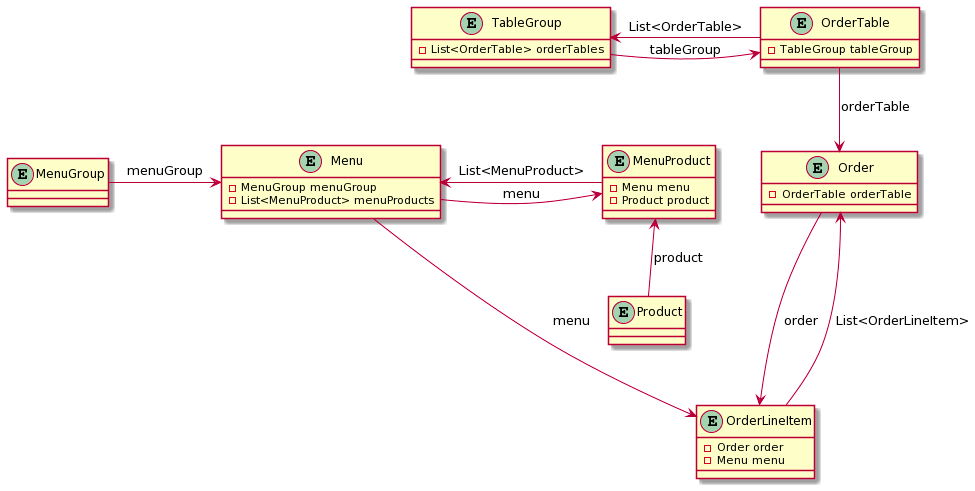 E TableGroup
List<OrderTable> orderTables
List<OrderTable>
tableGroup
E OrderTable
TableGroup tableGroup
orderTable
E MenuGroup
menuGroup
E Menu
MenuGroup menuGroup
List<MenuProduct> menuProducts
List<MenuProduct>
menu
E MenuProduct
Menu menu
Product product
E Order
OrderTable orderTable
product
E Product
menu
order
List<OrderLineItem>
E OrderLineItem
Order order
Menu menu